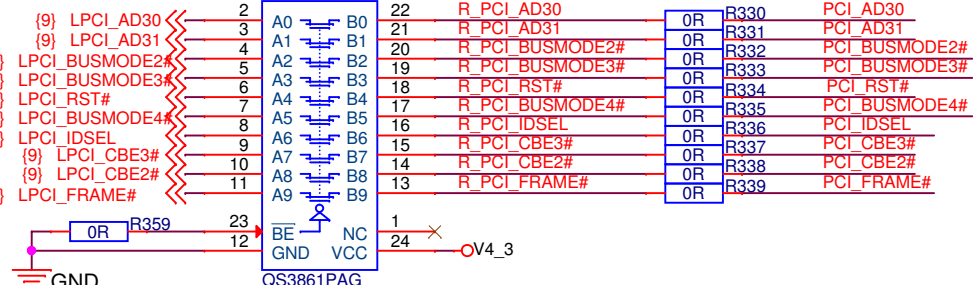 {9} LPCI_AD30 2 A0 B0 22 R_PCI_AD30 0R R330 PCI_AD30
{9} LPCI_AD31 3 A1 B1 21 R_PCI_AD31 0R R331 PCI_AD31
} LPCI_BUSMODE2# 4 A2 B2 20 R_PCI_BUSMODE2# 0R R332 PCI_BUSMODE2#
} LPCI_BUSMODE3# 5 A3 B3 19 R_PCI_BUSMODE3# 0R R333 PCI_BUSMODE3#
} LPCI_RST# 6 A4 B4 18 R_PCI_RST# 0R R334 PCI_RST#
} LPCI_BUSMODE4# 7 A5 B5 17 R_PCI_BUSMODE4# 0R R335 PCI_BUSMODE4#
} LPCI_IDSEL 8 A6 B6 16 R_PCI_IDSEL 0R R336 PCI_IDSEL
{9} LPCI_CBE3# 9 A7 B7 15 R_PCI_CBE3# 0R R337 PCI_CBE3#
{9} LPCI_CBE2# 10 A8 B8 14 R_PCI_CBE2# 0R R338 PCI_CBE2#
} LPCI_FRAME# 11 A9 B9 13 R_PCI_FRAME# 0R R339 PCI_FRAME#
0R R359 23 BE NC 1
12 GND VCC 24 V4_3
GND QS3861PAG